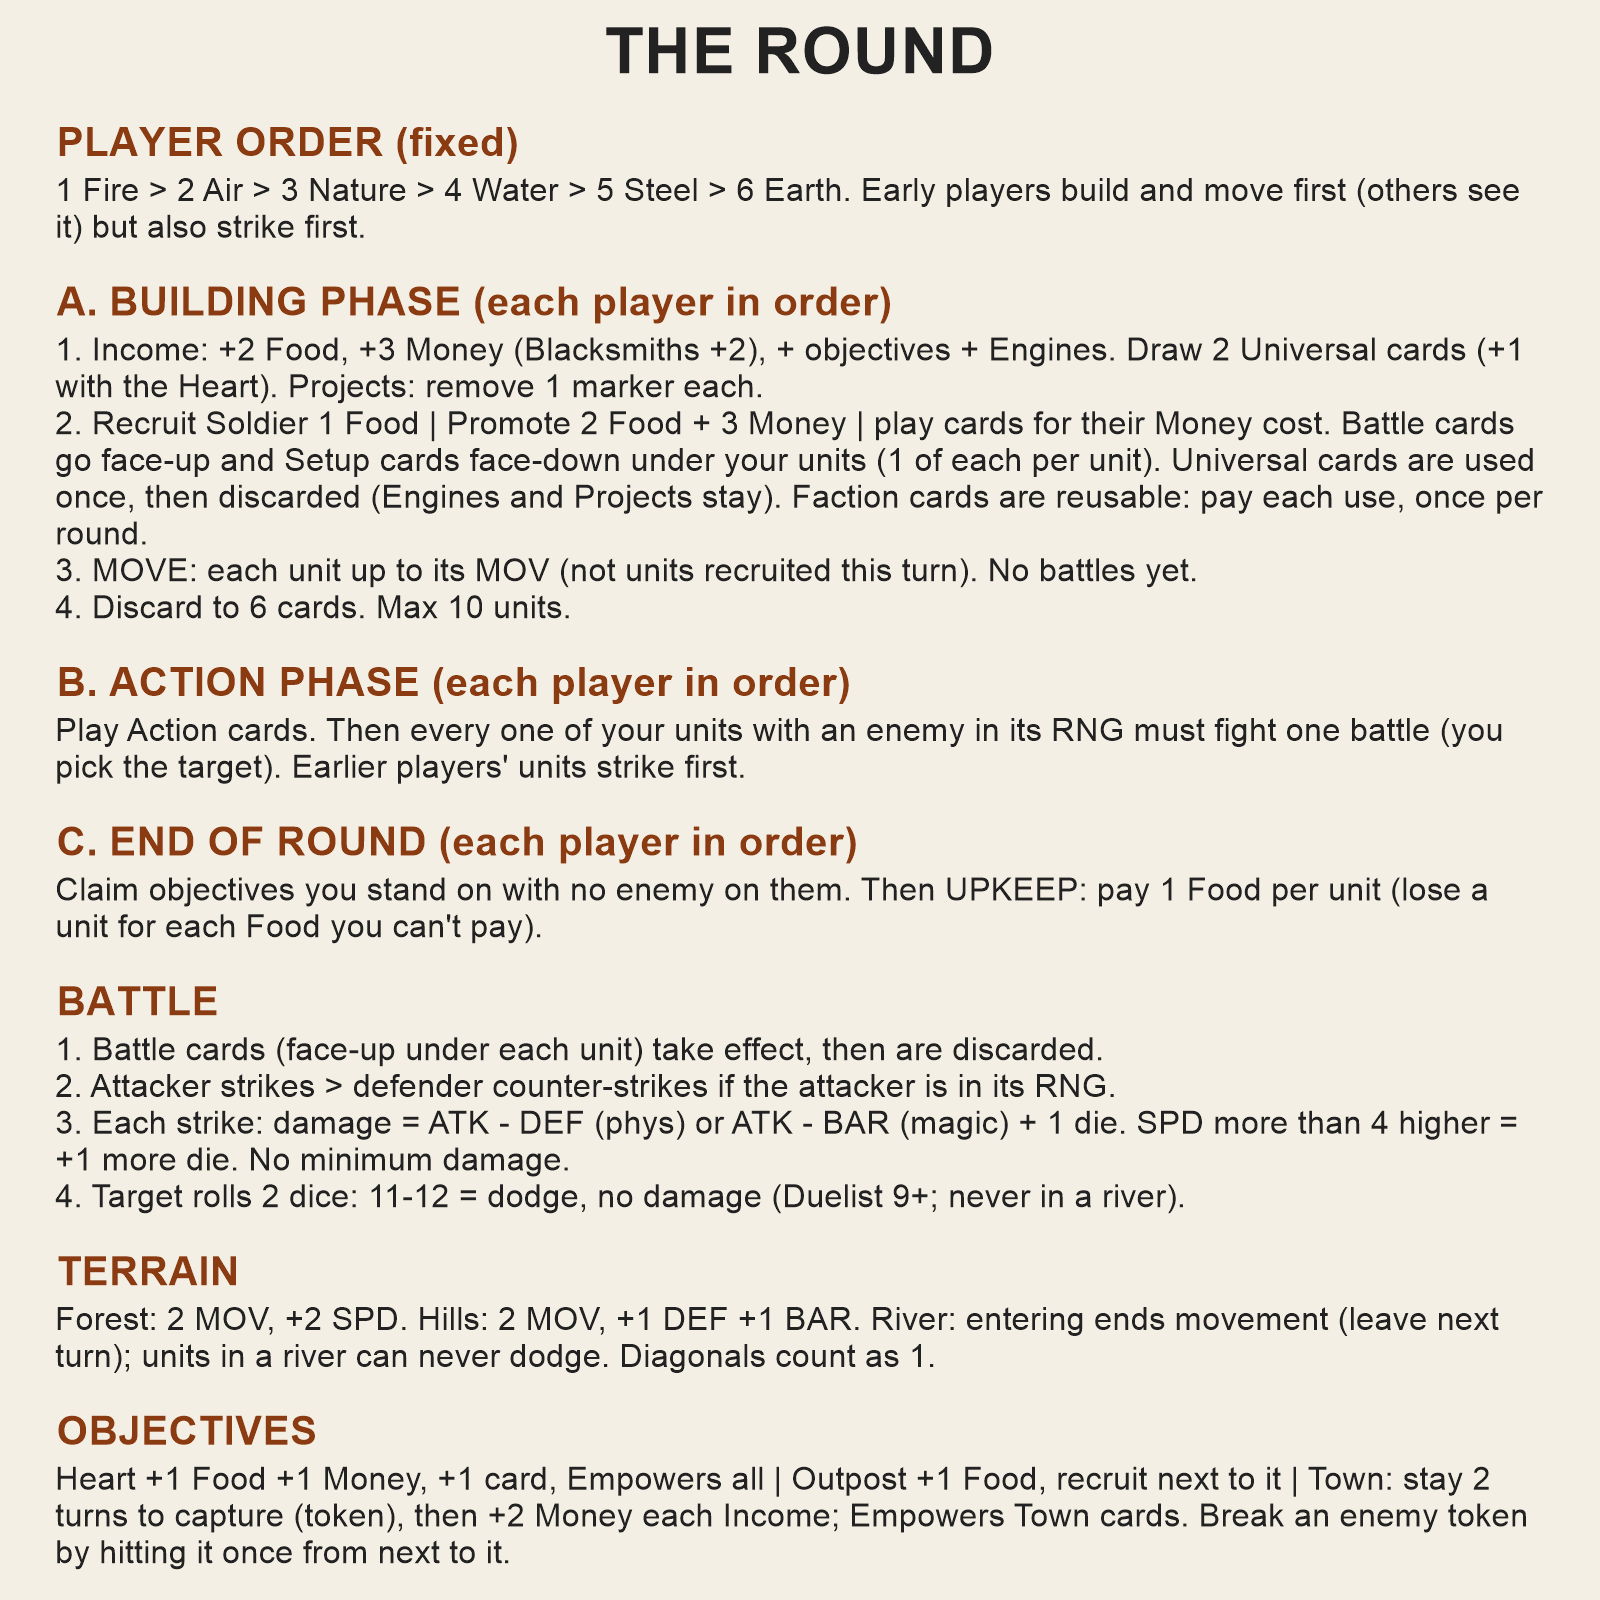 THE ROUND
PLAYER ORDER (fixed)
1 Fire > 2 Air > 3 Nature > 4 Water > 5 Steel > 6 Earth. Early players build and move first (others see
it) but also strike first.
A. BUILDING PHASE (each player in order)
1. Income: +2 Food, +3 Money (Blacksmiths +2), + objectives + Engines. Draw 2 Universal cards (+1
with the Heart). Projects: remove 1 marker each.
2. Recruit Soldier 1 Food | Promote 2 Food + 3 Money | play cards for their Money cost. Battle cards
go face-up and Setup cards face-down under your units (1 of each per unit). Universal cards are used
once, then discarded (Engines and Projects stay). Faction cards are reusable: pay each use, once per
round.
3. MOVE: each unit up to its MOV (not units recruited this turn). No battles yet.
4. Discard to 6 cards. Max 10 units.
B. ACTION PHASE (each player in order)
Play Action cards. Then every one of your units with an enemy in its RNG must fight one battle (you
pick the target). Earlier players' units strike first.
C. END OF ROUND (each player in order)
Claim objectives you stand on with no enemy on them. Then UPKEEP: pay 1 Food per unit (lose a
unit for each Food you can't pay).
BATTLE
1. Battle cards (face-up under each unit) take effect, then are discarded.
2. Attacker strikes > defender counter-strikes if the attacker is in its RNG.
3. Each strike: damage = ATK - DEF (phys) or ATK - BAR (magic) + 1 die. SPD more than 4 higher =
+1 more die. No minimum damage.
4. Target rolls 2 dice: 11-12 = dodge, no damage (Duelist 9+; never in a river).
TERRAIN
Forest: 2 MOV, +2 SPD. Hills: 2 MOV, +1 DEF +1 BAR. River: entering ends movement (leave next
turn); units in a river can never dodge. Diagonals count as 1.
OBJECTIVES
Heart +1 Food +1 Money, +1 card, Empowers all | Outpost +1 Food, recruit next to it | Town: stay 2
turns to capture (token), then +2 Money each Income; Empowers Town cards. Break an enemy token
by hitting it once from next to it.